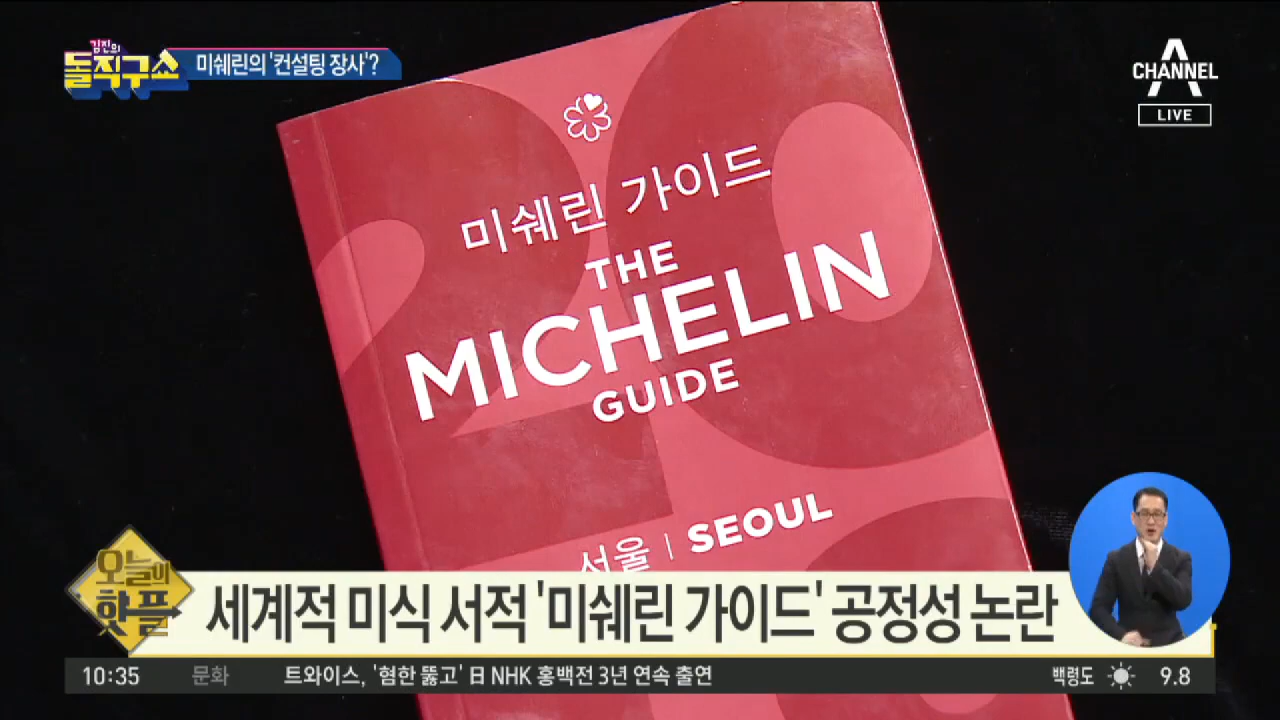 김진의
돌직구쇼
미쉐린의 '컨설팅 장사'?
CHANNEL A
LIVE
미쉐린 가이드
THE
MICHELIN
GUIDE
서울 | SEOUL
오늘의
핫플
세계적 미식 서적 '미쉐린 가이드' 공정성 논란
10:35 문화 트와이스, '혐한 뚫고' 日 NHK 홍백전 3년 연속 출연 백령도 9.8